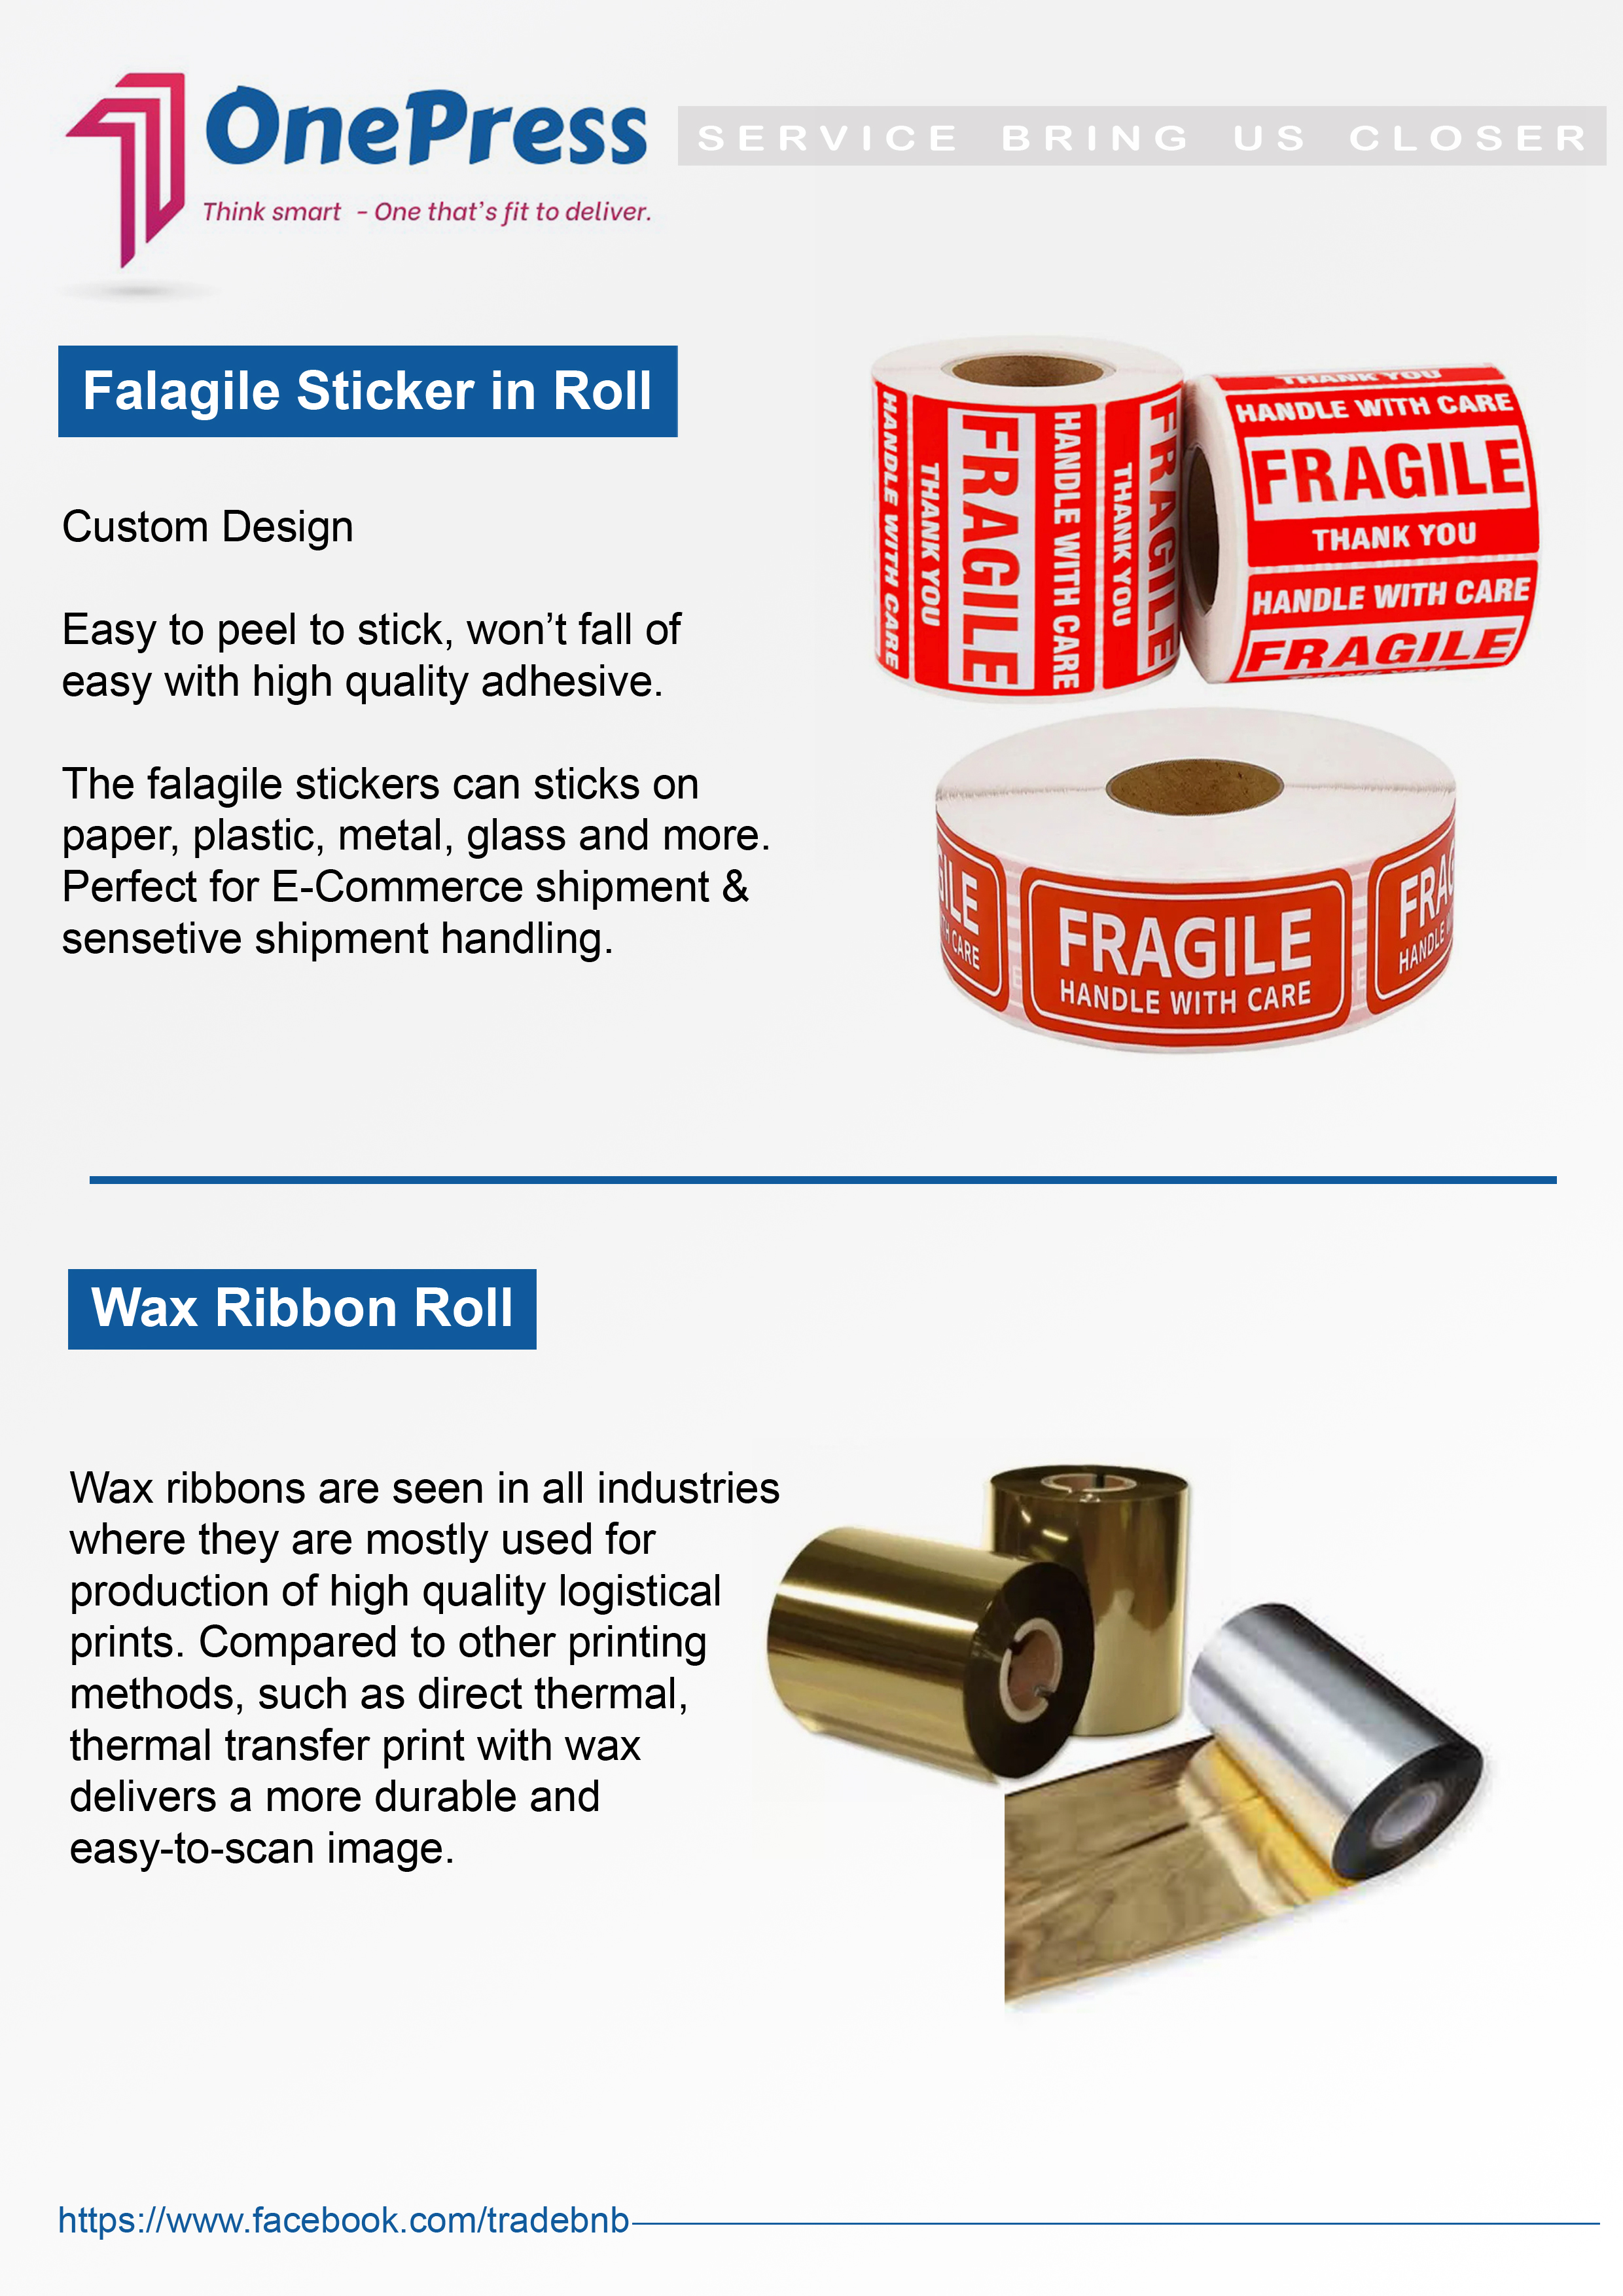 OnePress
SERVICE BRING US CLOSER
Think smart - One that's fit to deliver.
Falagile Sticker in Roll
Custom Design
Easy to peel to stick, won’t fall of
easy with high quality adhesive.
The falagile stickers can sticks on
paper, plastic, metal, glass and more.
Perfect for E-Commerce shipment &
sensetive shipment handling.
HANDLE WITH CARE
THANK YOU
FRAGILE
HANDLE WITH CARE
THANK YOU
FRAGILE
THANK YOU
HANDLE WITH CARE
FRAGILE
THANK YOU
HANDLE WITH CARE
FRAGILE
GILE
CARE
FRAGILE
HANDLE WITH CARE
FRAG
HANDLE
Wax Ribbon Roll
Wax ribbons are seen in all industries
where they are mostly used for
production of high quality logistical
prints. Compared to other printing
methods, such as direct thermal,
thermal transfer print with wax
delivers a more durable and
easy-to-scan image.
https://www.facebook.com/tradebnb